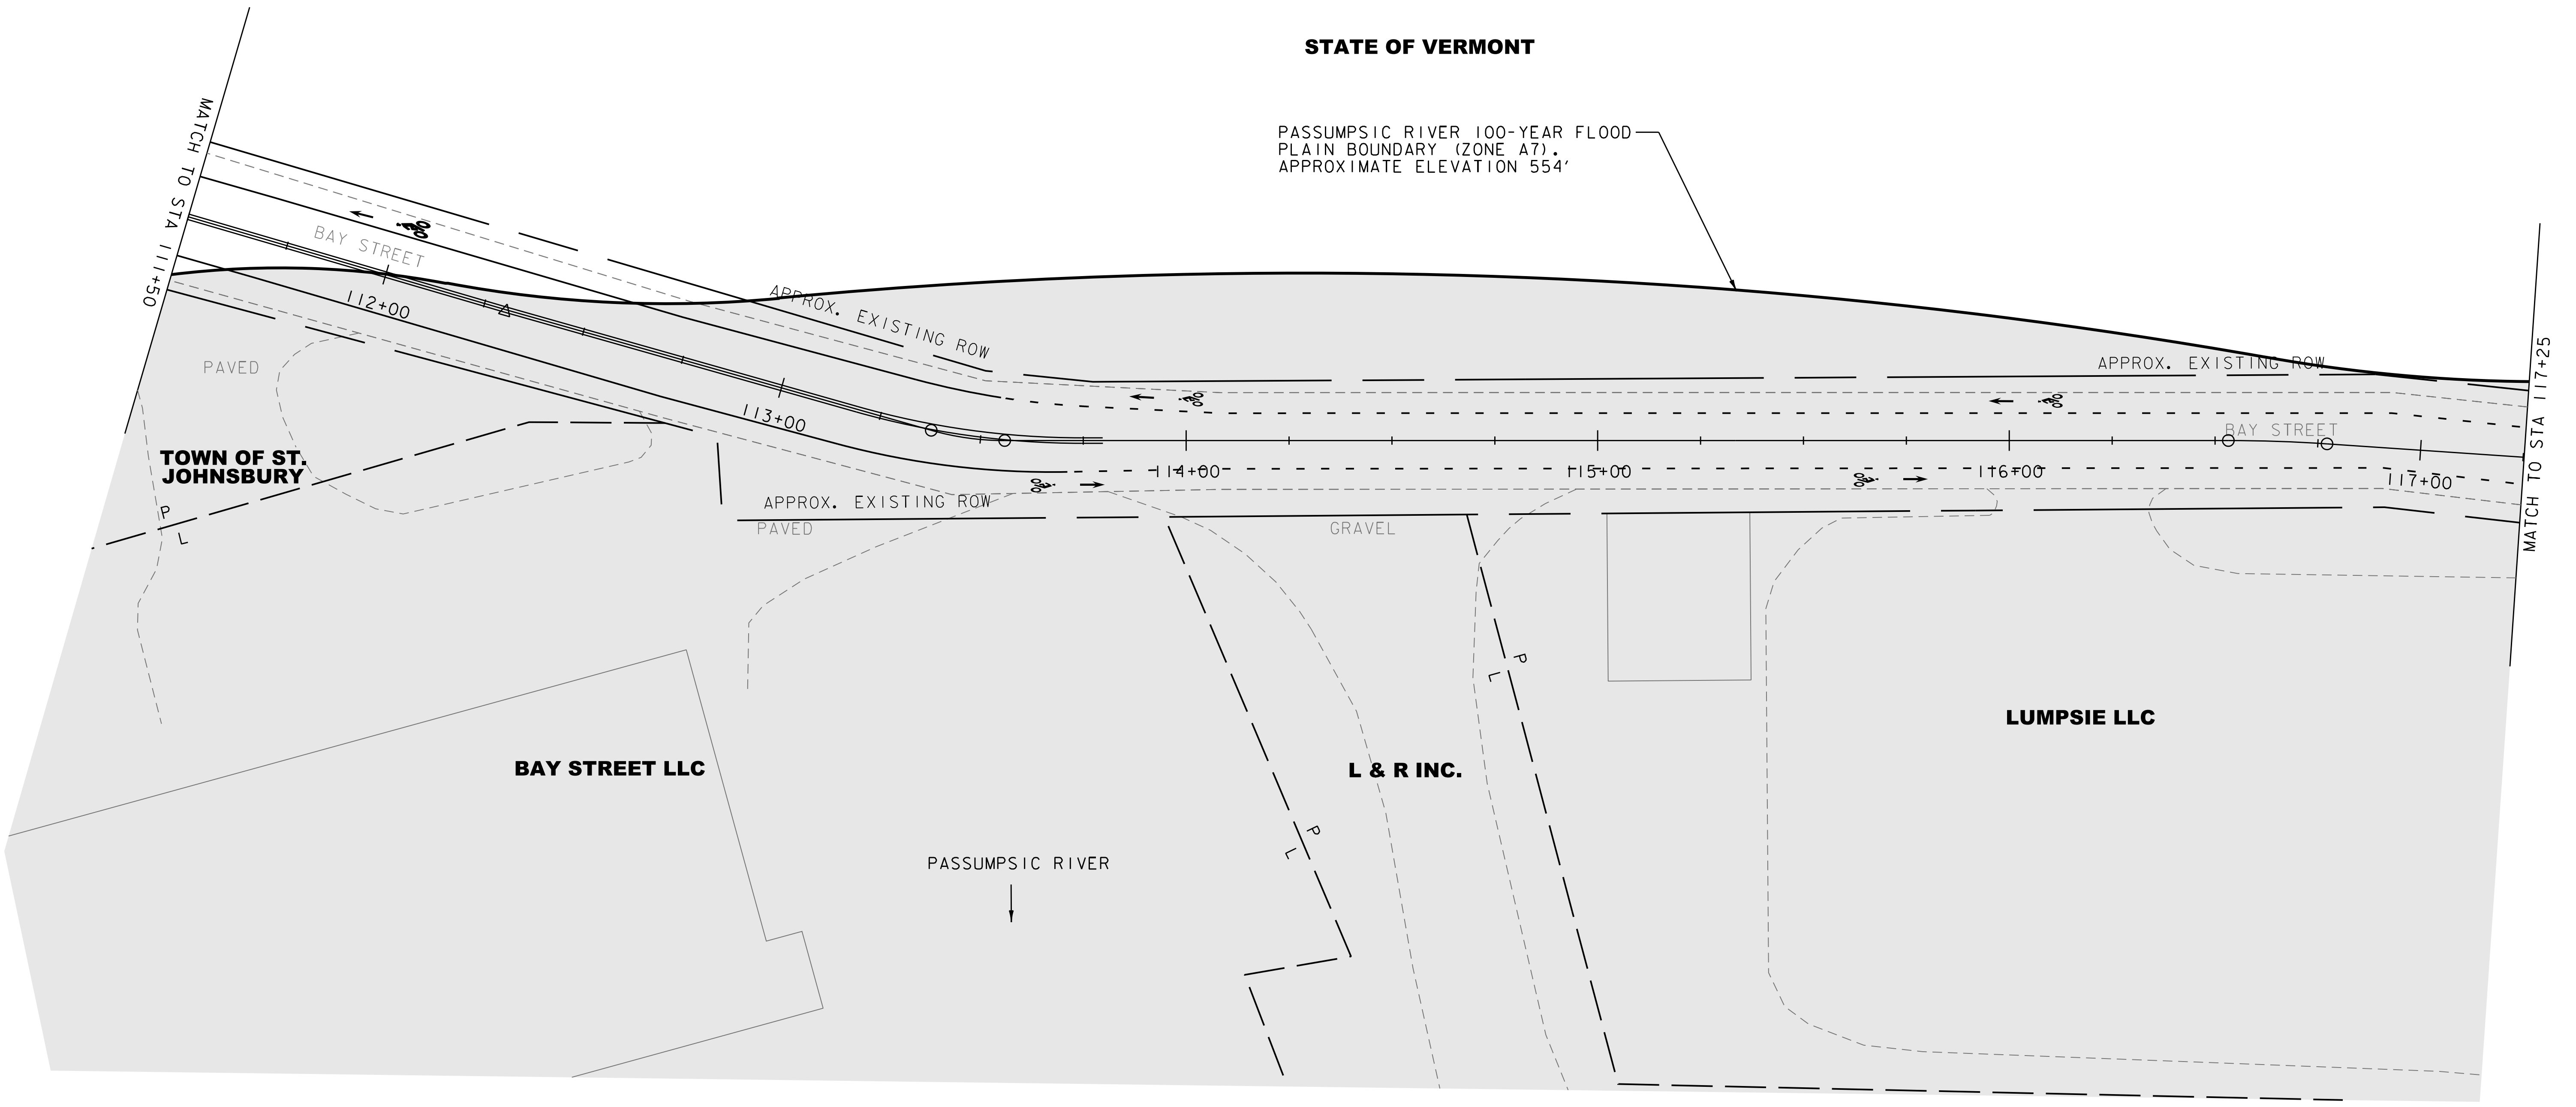 STATE OF VERMONT
PASSUMPSIC RIVER 100-YEAR FLOOD
PLAIN BOUNDARY (ZONE A7).
APPROXIMATE ELEVATION 554'
MATCH TO STA 111+50
BAY STREET
112+00
APPROX. EXISTING ROW
APPROX. EXISTING ROW
MATCH TO STA 117+25
PAVED
113+00
BAY STREET
TOWN OF ST.
JOHNSBURY
114+00
115+00
116+00
117+00
APPROX. EXISTING ROW
P
L
PAVED
GRAVEL
P
L
LUMPSIE LLC
BAY STREET LLC
L & R INC.
P
L
PASSUMPSIC RIVER